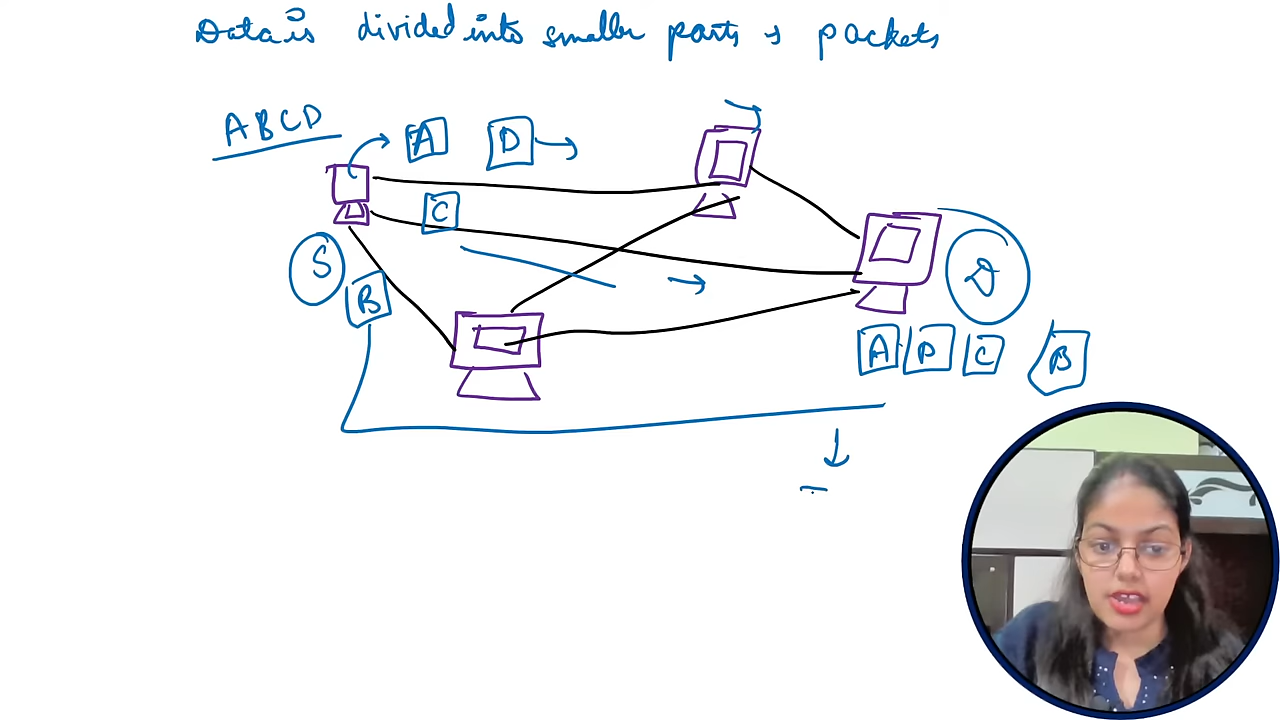 Data is divided into smaller parts → packets
ABCD
A D
C
S
B
D
A D C B